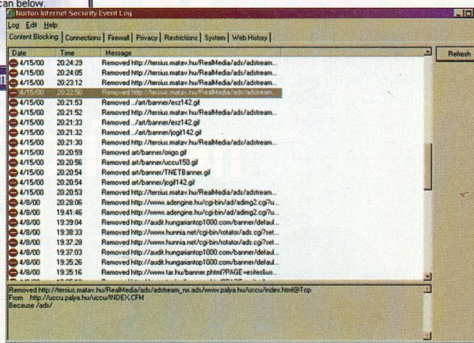 can below.
Norton Internet Security Event Log
Log Edit Help
Content Blocking Connections Firewall Privacy Restrictions System Web History
Date Time Message
Refresh
4/15/00 20:24:29 Removed http://tersius.matav.hu/RealMedia/ads/adstream...
4/15/00 20:24:05 Removed http://tersius.matav.hu/RealMedia/ads/adstream...
4/15/00 20:23:12 Removed http://tersius.matav.hu/RealMedia/ads/adstream...
4/15/00 20:22:50 Removed http://tersius.matav.hu/RealMedia/ads/adstream...
4/15/00 20:21:53 Removed ../art/banner/esz142.gif
4/15/00 20:21:52 Removed http://tersius.matav.hu/RealMedia/ads/adstream...
4/15/00 20:21:33 Removed ../art/banner/esz142.gif
4/15/00 20:21:32 Removed ../art/banner/jogi142.gif
4/15/00 20:21:30 Removed http://tersius.matav.hu/RealMedia/ads/adstream...
4/15/00 20:20:59 Removed art/banner/origo.gif
4/15/00 20:20:56 Removed art/banner/uccu150.gif
4/15/00 20:20:54 Removed art/banner/TNETBanner.gif
4/15/00 20:20:54 Removed art/banner/jogi142.gif
4/15/00 20:20:53 Removed http://tersius.matav.hu/RealMedia/ads/adstream...
4/8/00 20:28:06 Removed http://www.adengine.hu/cgi-bin/ad/adimg2.cgi?u...
4/8/00 19:41:46 Removed http://www.adengine.hu/cgi-bin/ad/adimg2.cgi?u...
4/8/00 19:39:04 Removed http://audit.hungariantop1000.com/banner/defaul...
4/8/00 19:38:33 Removed http://www.hunnia.net/cgi-bin/rotator/ads.cgi?set...
4/8/00 19:37:28 Removed http://www.hunnia.net/cgi-bin/rotator/ads.cgi?set...
4/8/00 19:37:03 Removed http://audit.hungariantop1000.com/banner/defaul...
4/8/00 19:35:26 Removed http://audit.hungariantop1000.com/banner/defaul...
4/8/00 19:35:16 Removed http://www.tar.hu/banner.phtml?PAGE=esites&us...
Removed http://tersius.matav.hu/RealMedia/ads/adstream_nx.ads/www.palya.hu/uccu/index.html@Top
From http://uccu.palya.hu/uccu/INDEX.CFM
Because /ads/